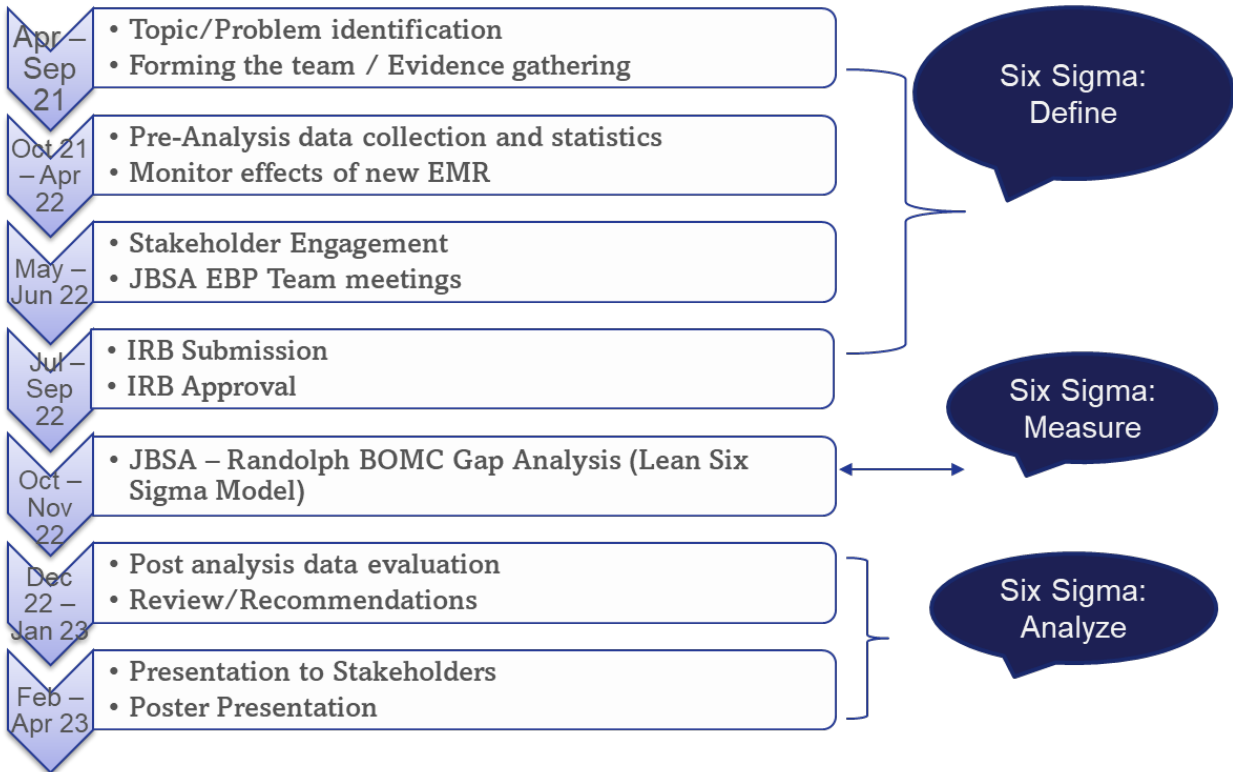 Apr –
Sep
21
• Topic/Problem identification
• Forming the team / Evidence gathering
Oct 21
– Apr
22
• Pre-Analysis data collection and statistics
• Monitor effects of new EMR
May –
Jun 22
• Stakeholder Engagement
• JBSA EBP Team meetings
Jul –
Sep
22
• IRB Submission
• IRB Approval
Oct –
Nov
22
• JBSA – Randolph BOMC Gap Analysis (Lean Six
Sigma Model)
Dec
22 –
Jan 23
• Post analysis data evaluation
• Review/Recommendations
Feb –
Apr 23
• Presentation to Stakeholders
• Poster Presentation
Six Sigma:
Define
Six Sigma:
Measure
Six Sigma:
Analyze